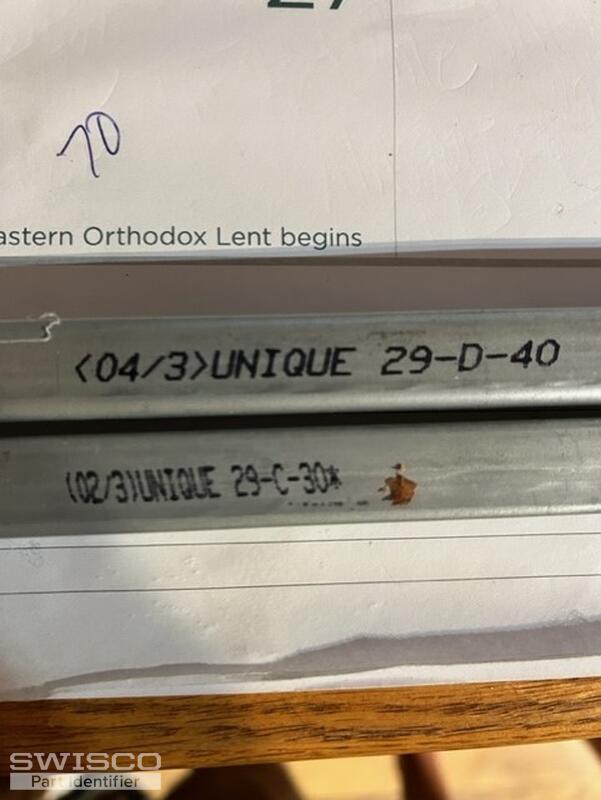 27
70
astern Orthodox Lent begins
<04/3>UNIQUE 29-D-40
(02/3)UNIQUE 29-C-30*
SWISCO
Part Identifier